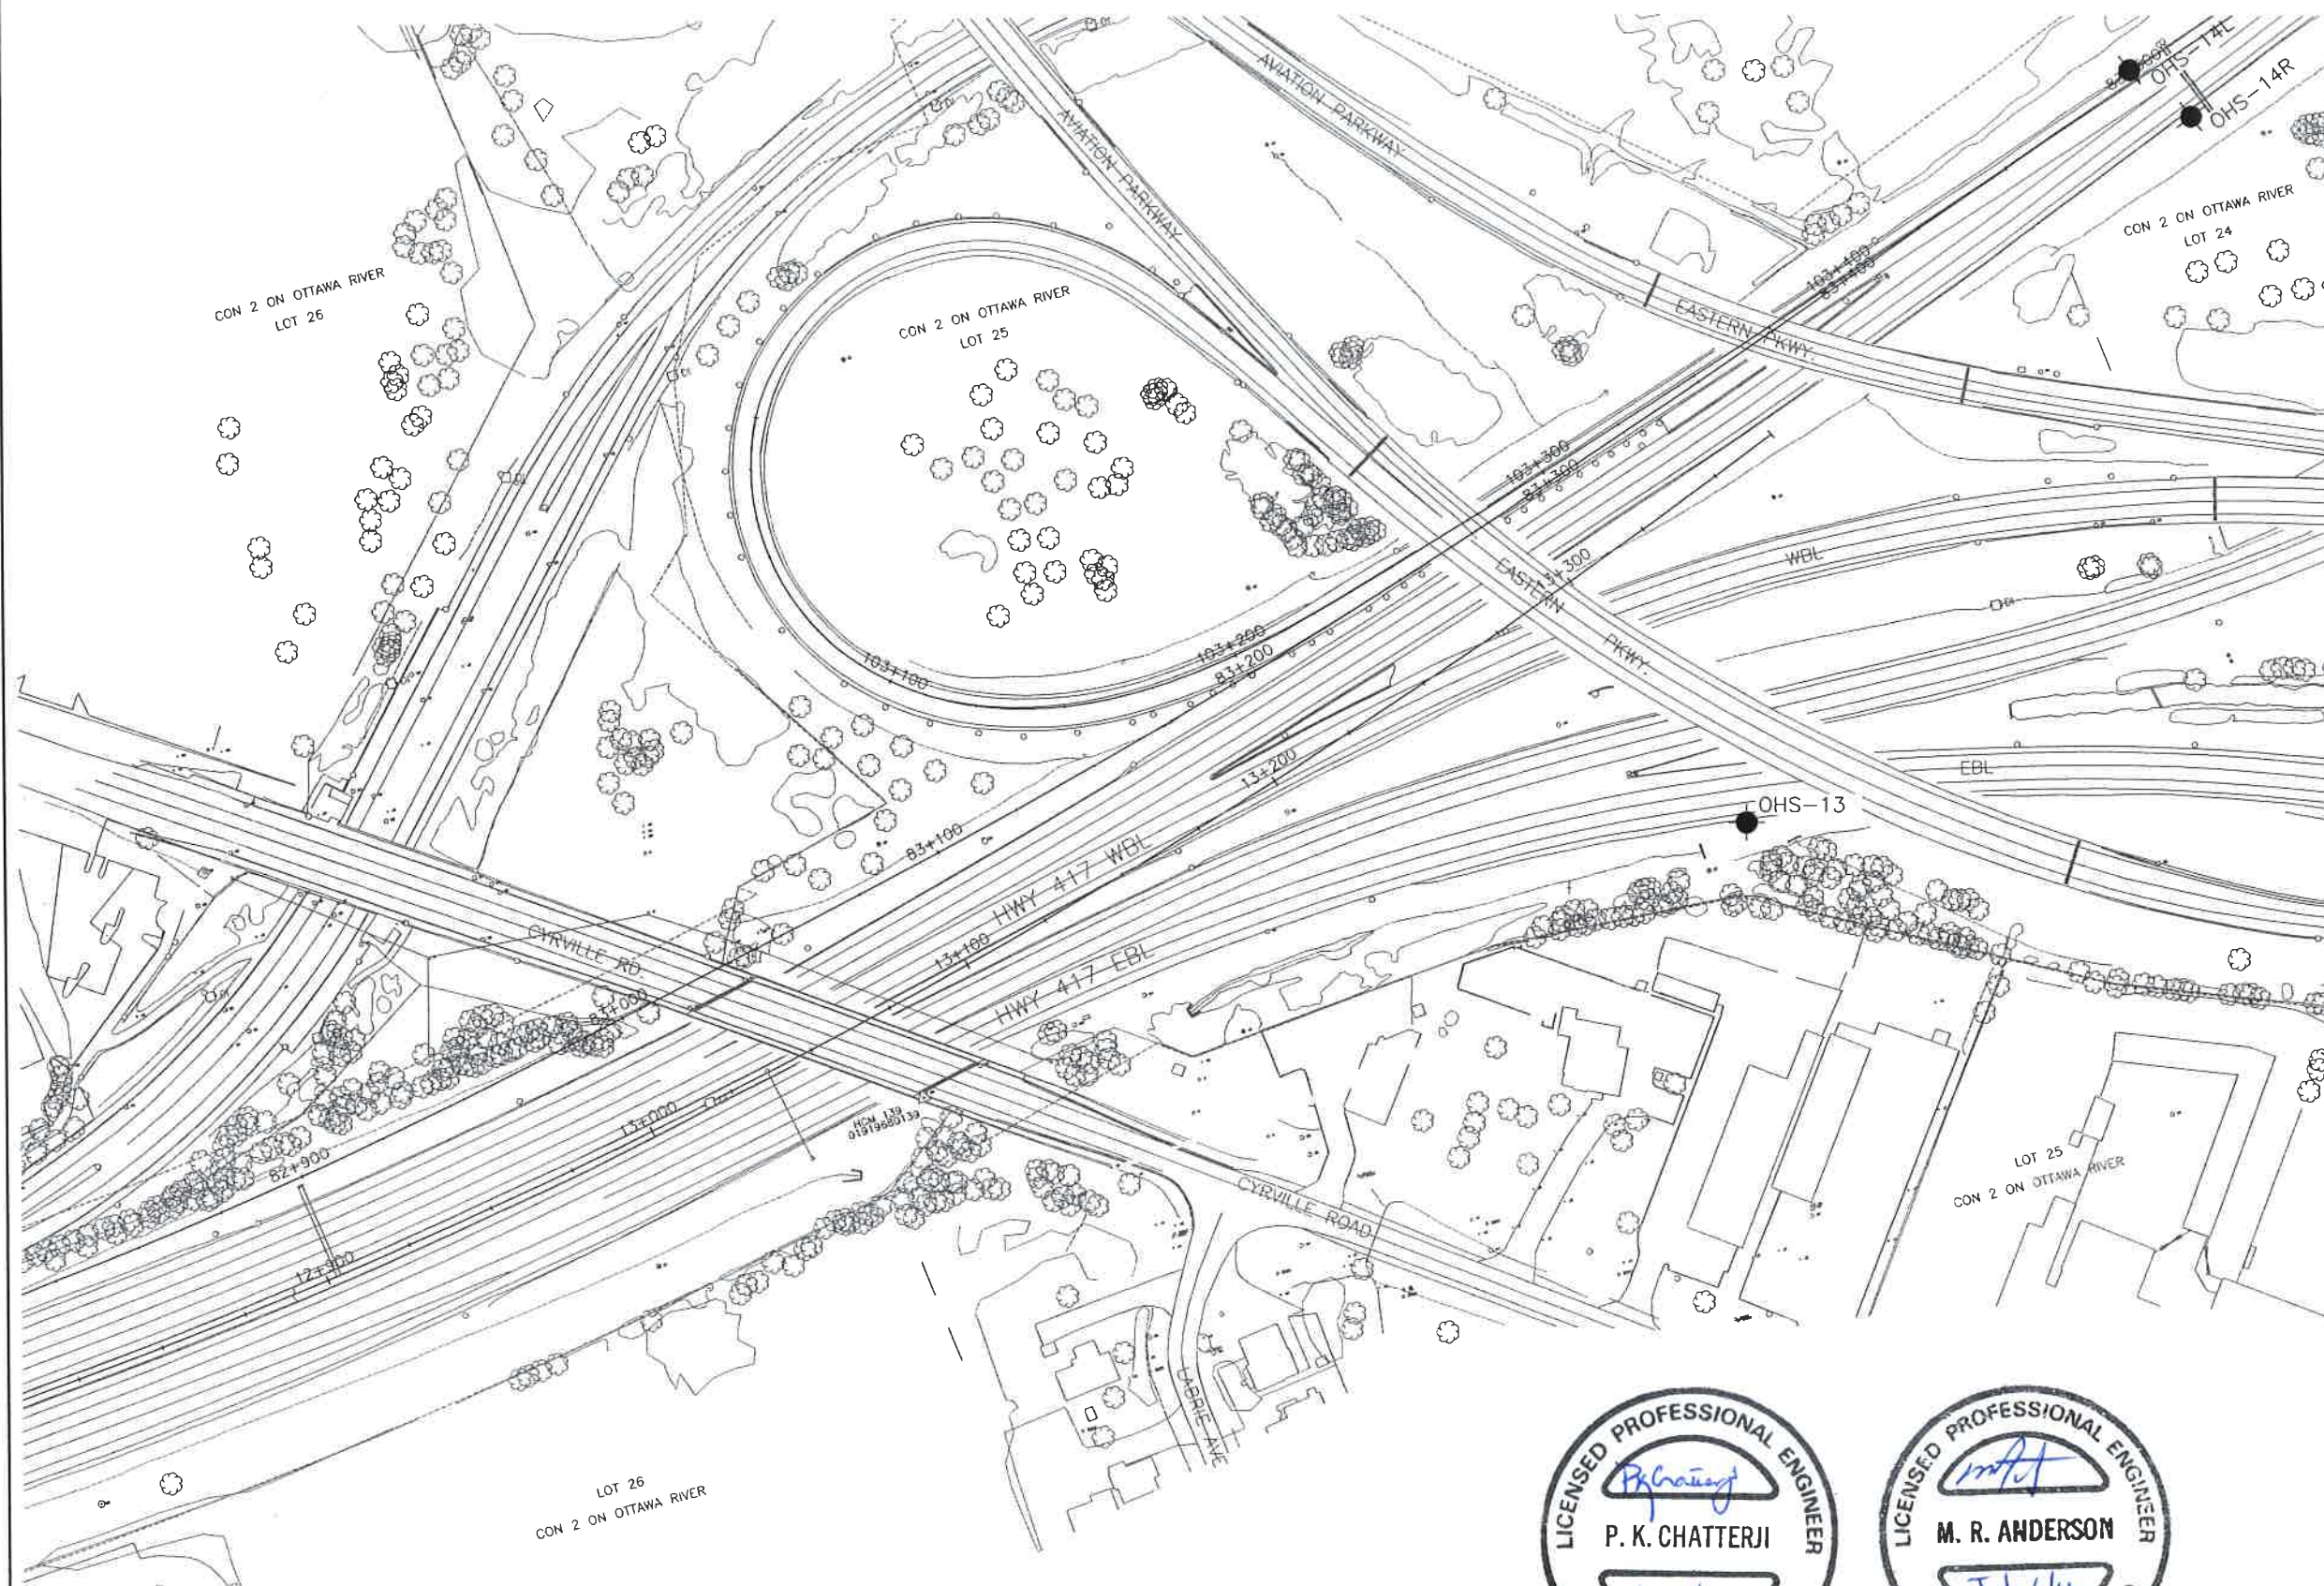 AVIATION PARKWAY
AVIATION PARKWAY
OHS-14L
OHS-14R
CON 2 ON OTTAWA RIVER
LOT 24
CON 2 ON OTTAWA RIVER
LOT 26
CON 2 ON OTTAWA RIVER
LOT 25
103+400
83+400
EASTERN PKWY.
103+300
83+300
EASTERN PKWY.
13+300
WBL
103+100
103+200
83+200
13+200
EBL
OHS-13
83+100
HWY 417 WBL
13+100
HWY 417 EBL
CYRVILLE RD.
83+000
13+000
HCM 139
01919680139
82+900
12+900
CYRVILLE ROAD
LOT 25
CON 2 ON OTTAWA RIVER
LABRIE AVE
LOT 26
CON 2 ON OTTAWA RIVER
LICENSED PROFESSIONAL ENGINEER
P. K. CHATTERJI
LICENSED PROFESSIONAL ENGINEER
M. R. ANDERSON